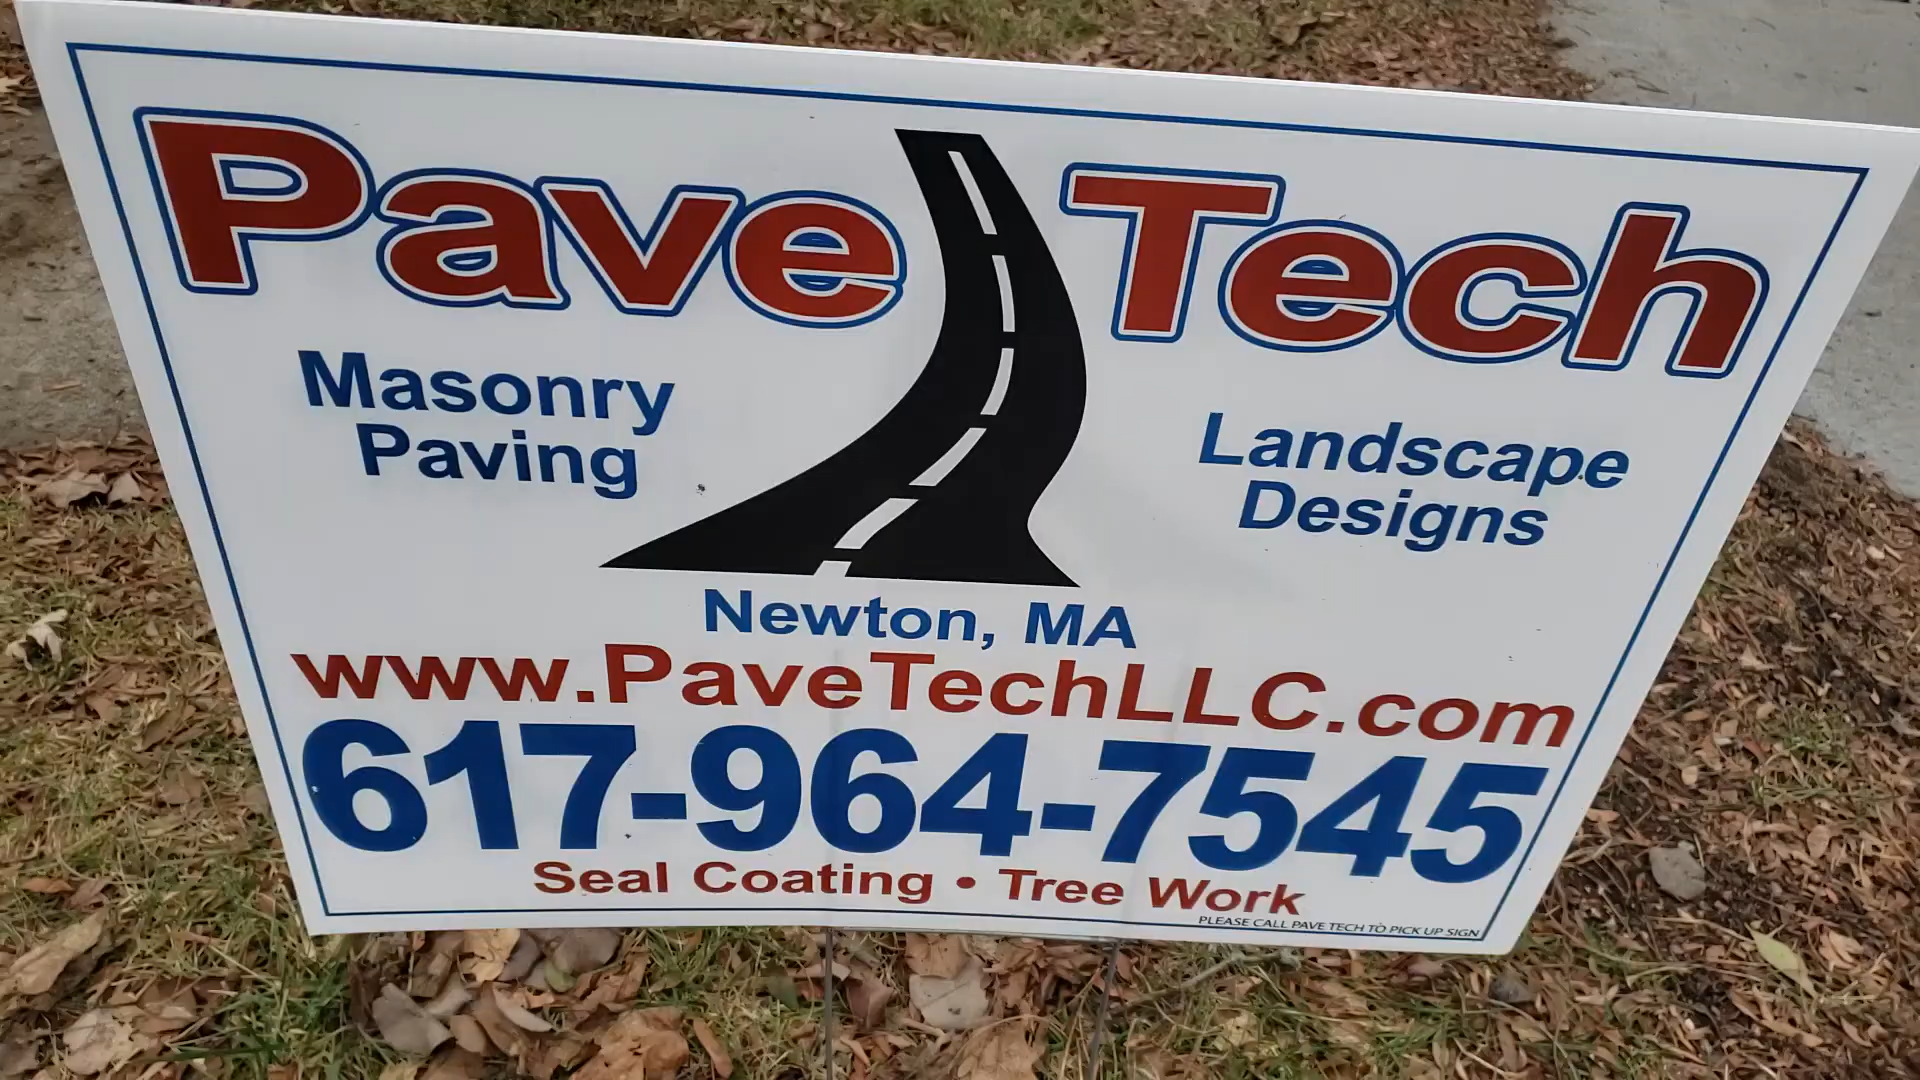 Pave Tech
Masonry
Paving
Landscape
Designs
Newton, MA
www.PaveTechLLC.com
617-964-7545
Seal Coating • Tree Work
PLEASE CALL PAVE TECH TO PICK UP SIGN